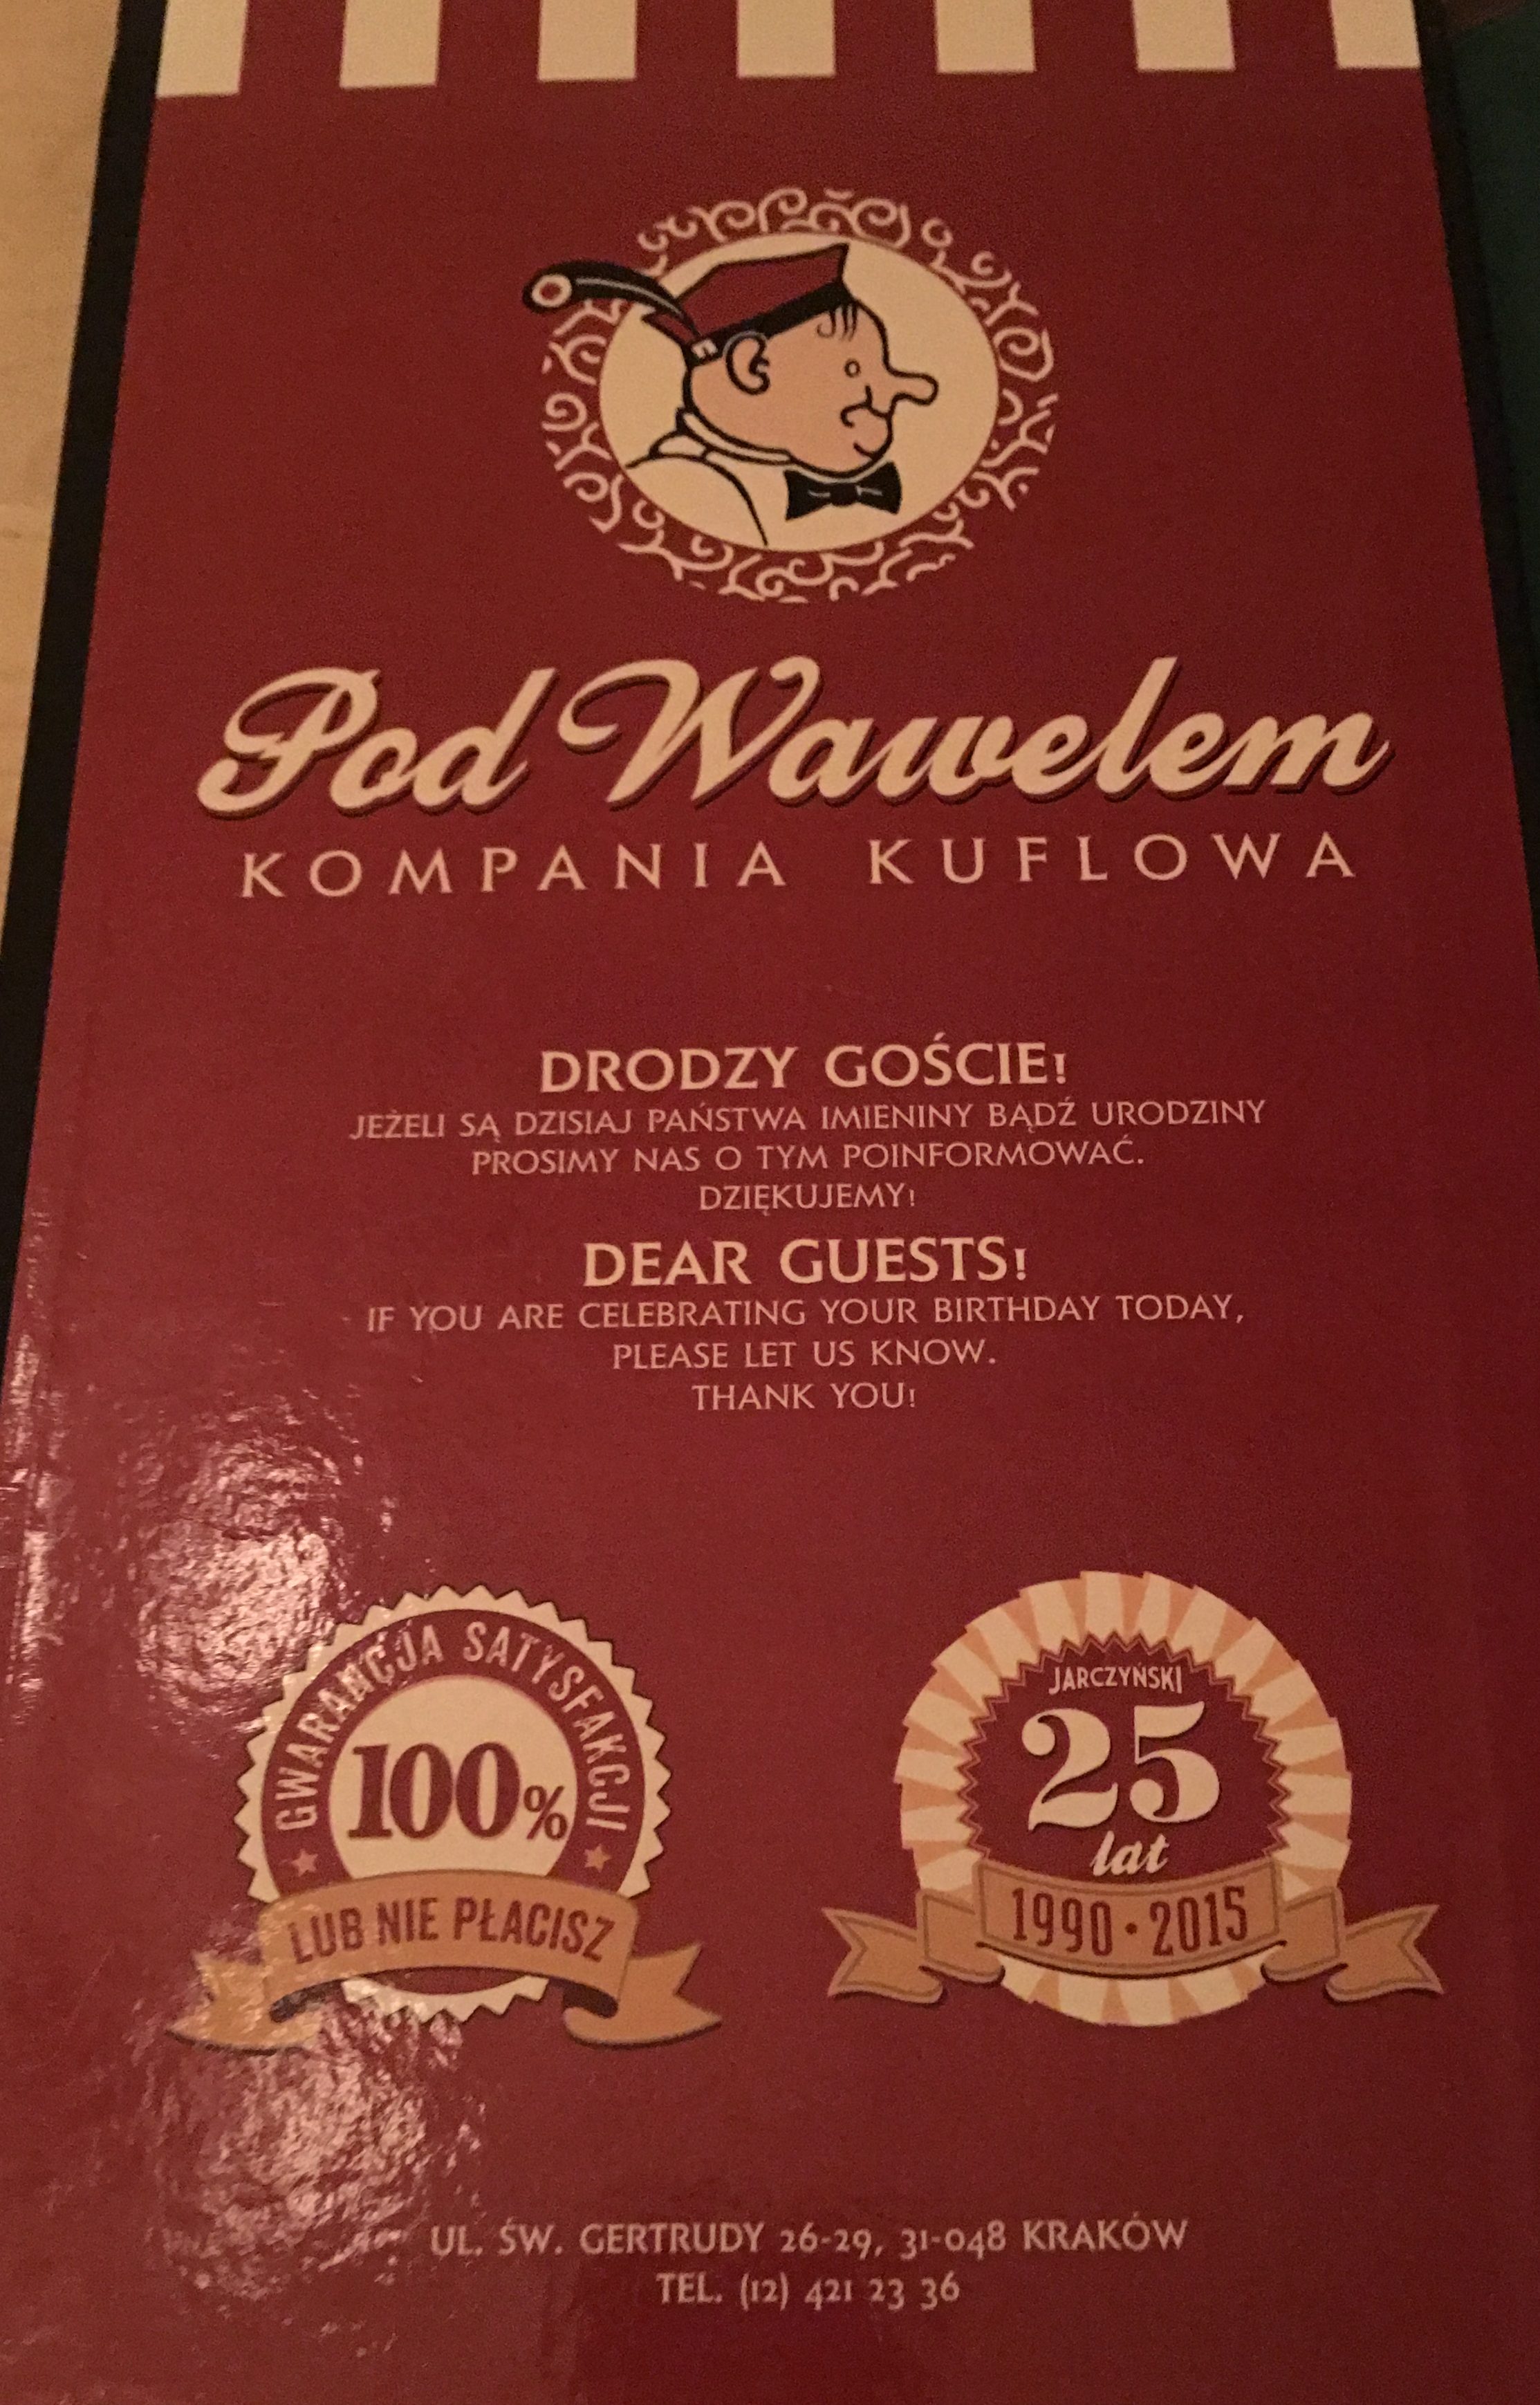 Pod Wawelem
KOMPANIA KUFLOWA
DRODZY GOŚCIE!
JEŻELI SĄ DZISIAJ PAŃSTWA IMIENINY BĄDŹ URODZINY
PROSIMY NAS O TYM POINFORMOWAĆ.
DZIĘKUJEMY!
DEAR GUESTS!
IF YOU ARE CELEBRATING YOUR BIRTHDAY TODAY,
PLEASE LET US KNOW.
THANK YOU!
GWARANCJA SATYSFAKCJI
100%
LUB NIE PŁACISZ
JARCZYŃSKI
25
lat
1990 • 2015
UL. ŚW. GERTRUDY 26-29, 31-048 KRAKÓW
TEL. (12) 421 23 36